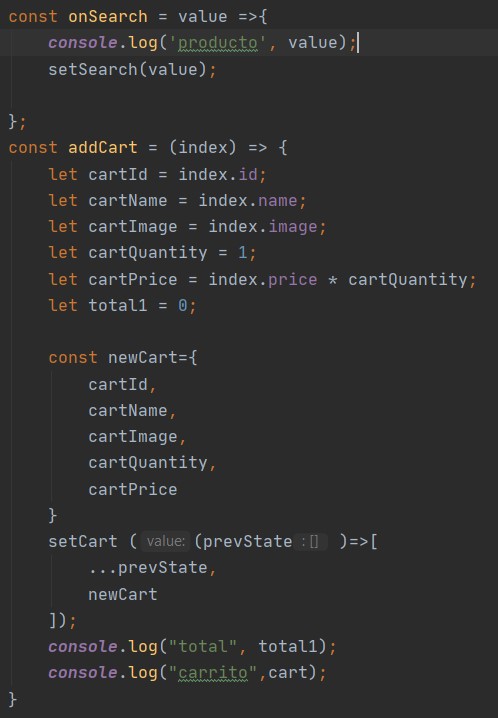 const onSearch = value =>{
    console.log('producto', value);
    setSearch(value);

};
const addCart = (index) => {
    let cartId = index.id;
    let cartName = index.name;
    let cartImage = index.image;
    let cartQuantity = 1;
    let cartPrice = index.price * cartQuantity;
    let total1 = 0;

    const newCart={
        cartId,
        cartName,
        cartImage,
        cartQuantity,
        cartPrice
    }
    setCart ( value: (prevState : [] )=>[
        ...prevState,
        newCart
    ]);
    console.log("total", total1);
    console.log("carrito",cart);
}